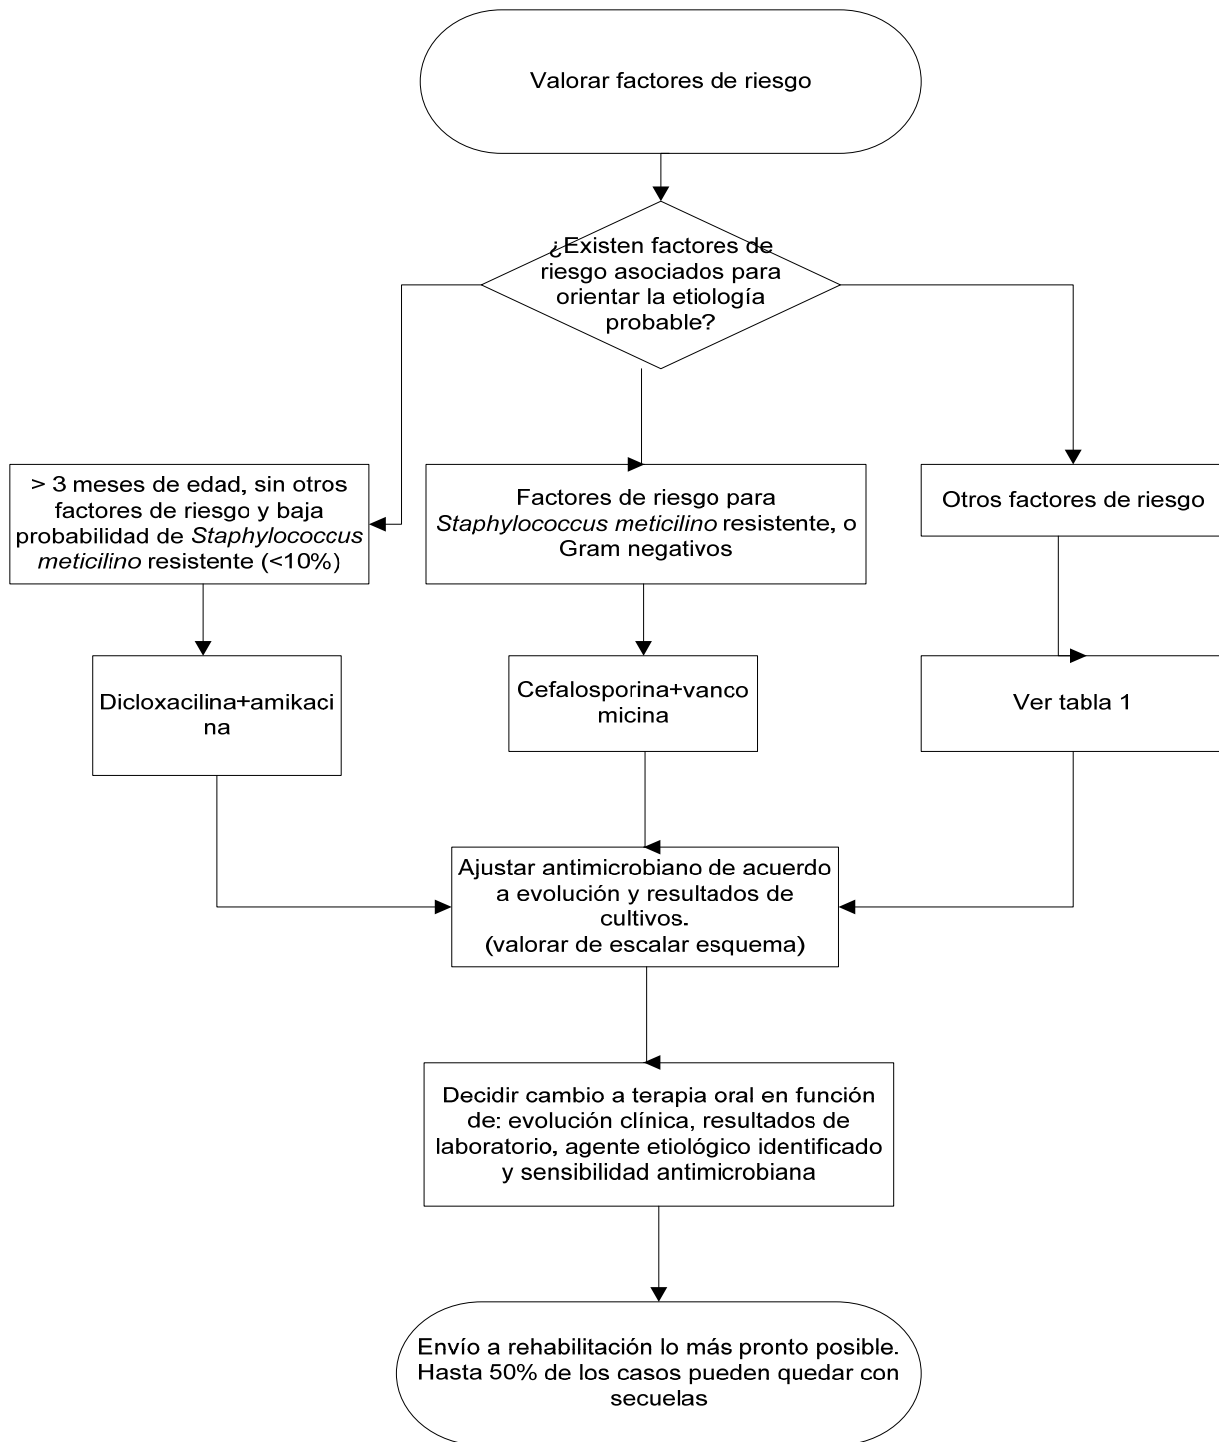 Valorar factores de riesgo
¿Existen factores de
riesgo asociados para
orientar la etiología
probable?
> 3 meses de edad, sin otros
factores de riesgo y baja
probabilidad de Staphylococcus
meticilino resistente (<10%)
Factores de riesgo para
Staphylococcus meticilino resistente, o
Gram negativos
Otros factores de riesgo
Dicloxacilina+amikaci
na
Cefalosporina+vanco
micina
Ver tabla 1
Ajustar antimicrobiano de acuerdo
a evolución y resultados de
cultivos.
(valorar de escalar esquema)
Decidir cambio a terapia oral en función
de: evolución clínica, resultados de
laboratorio, agente etiológico identificado
y sensibilidad antimicrobiana
Envío a rehabilitación lo más pronto posible.
Hasta 50% de los casos pueden quedar con
secuelas